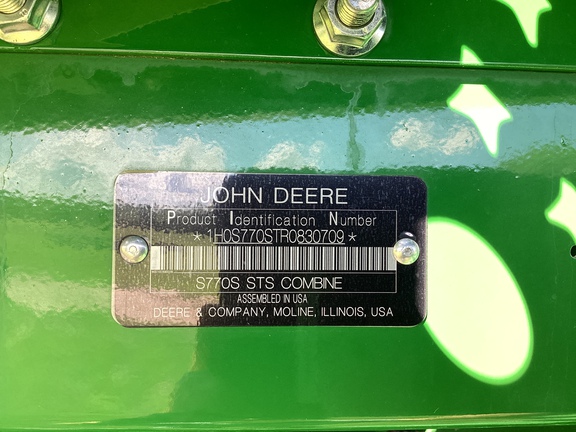 JOHN DEERE
Product Identification Number
*1H0S770STR0830709*
S770S STS COMBINE
ASSEMBLED IN USA
DEERE & COMPANY, MOLINE, ILLINOIS, USA